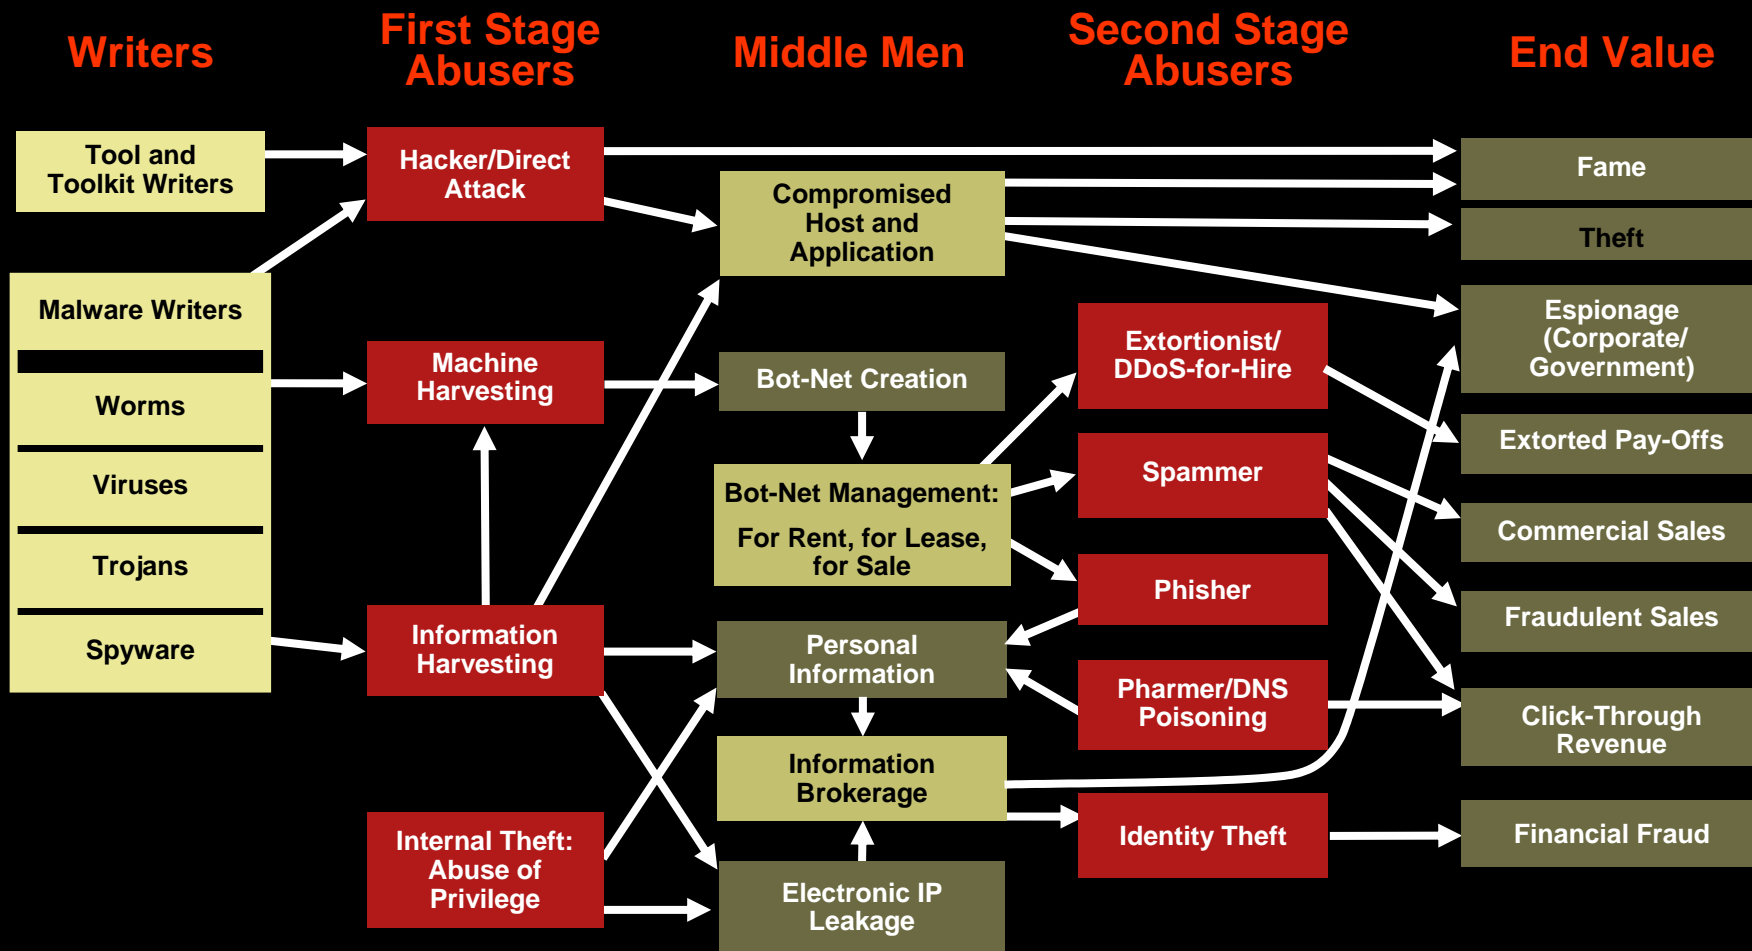 Writers
First Stage
Abusers
Middle Men
Second Stage
Abusers
End Value
Tool and
Toolkit Writers
Malware Writers
Worms
Viruses
Trojans
Spyware
Hacker/Direct
Attack
Machine
Harvesting
Information
Harvesting
Internal Theft:
Abuse of
Privilege
Compromised
Host and
Application
Bot-Net Creation
Bot-Net Management:
For Rent, for Lease,
for Sale
Personal
Information
Information
Brokerage
Electronic IP
Leakage
Extortionist/
DDoS-for-Hire
Spammer
Phisher
Pharmer/DNS
Poisoning
Identity Theft
Fame
Theft
Espionage
(Corporate/
Government)
Extorted Pay-Offs
Commercial Sales
Fraudulent Sales
Click-Through
Revenue
Financial Fraud